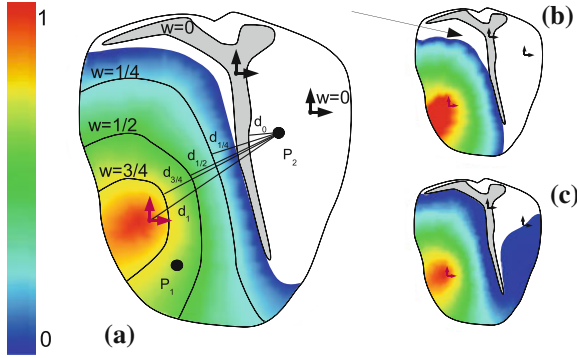 1
0
w=0
w=1/4
w=1/2
w=3/4
w=0
d₀
d₁/₄
d₁/₂
d₃/₄
d₁
P₂
P₁
(a)
(b)
(c)